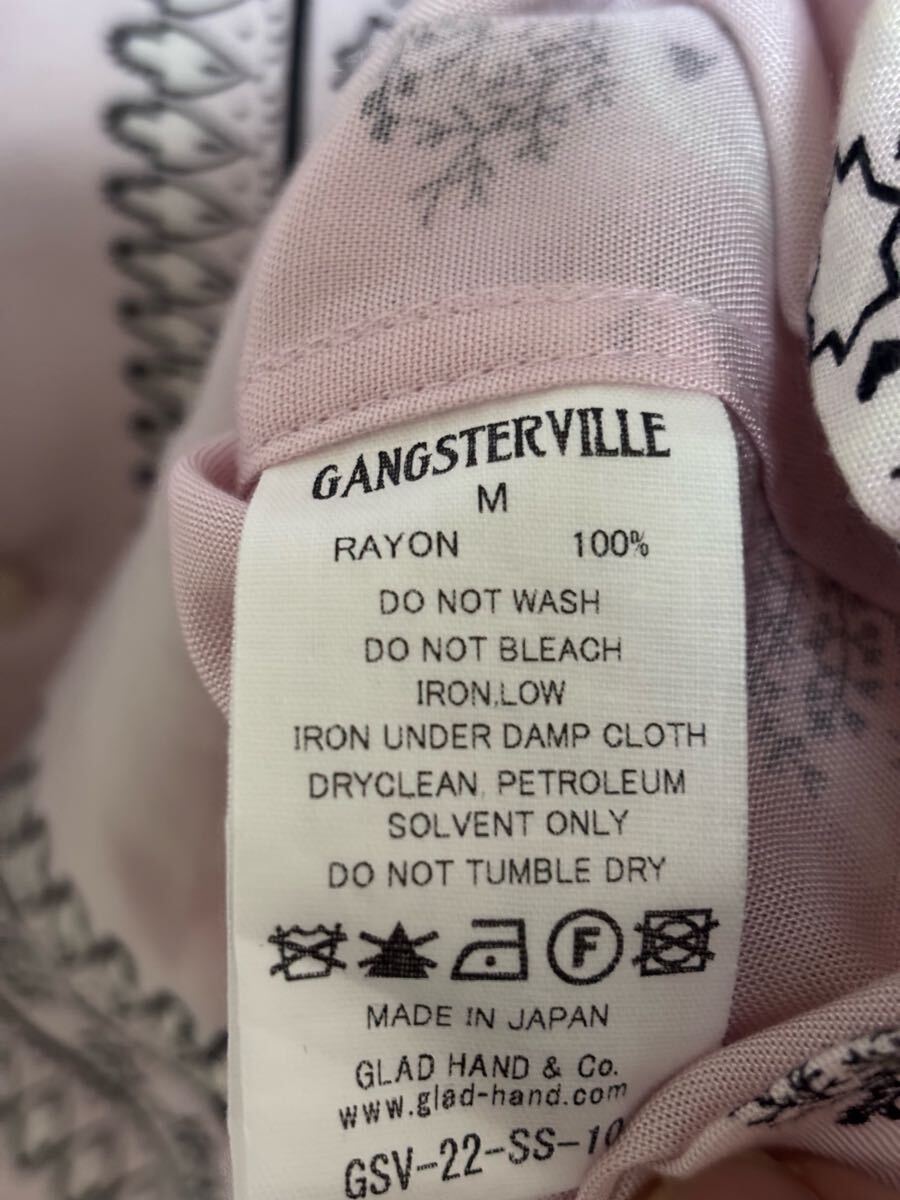 GANGSTERVILLE
M
RAYON 100%
DO NOT WASH
DO NOT BLEACH
IRON,LOW
IRON UNDER DAMP CLOTH
DRYCLEAN, PETROLEUM
SOLVENT ONLY
DO NOT TUMBLE DRY
F
MADE IN JAPAN
GLAD HAND & Co.
www.glad-hand.com
GSV-22-SS-10